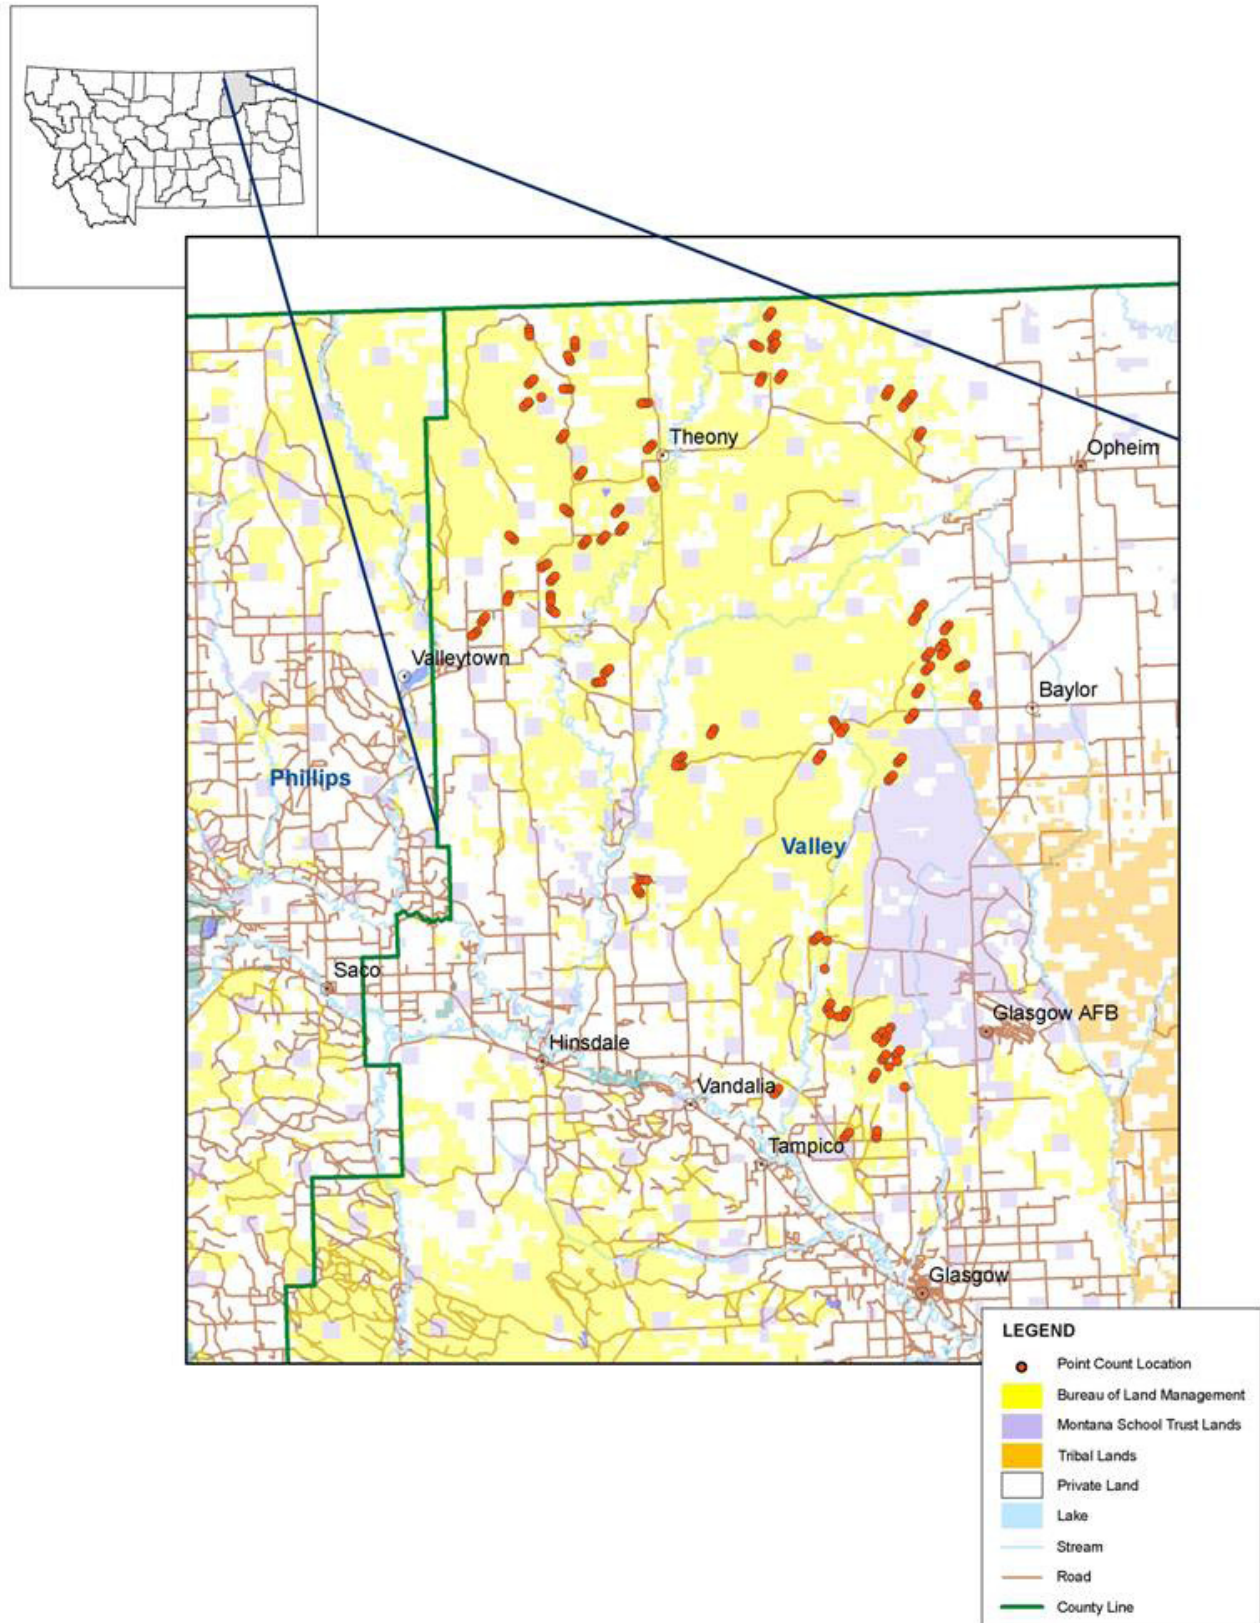 Theony
Opheim
Valleytown
Baylor
Phillips
Valley
Saco
Glasgow AFB
Hinsdale
Vandalia
Tampico
Glasgow
LEGEND
Point Count Location
Bureau of Land Management
Montana School Trust Lands
Tribal Lands
Private Land
Lake
Stream
Road
County Line